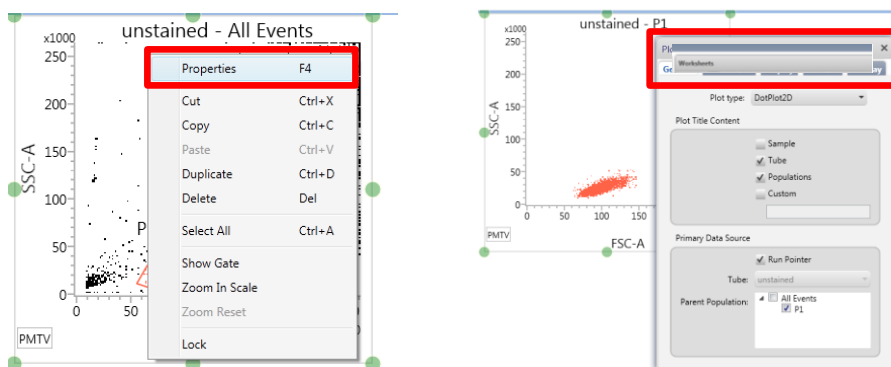 unstained - All Events
x1000
250
200
150
100
50
0
0 50
SSC-A
P
PMTV
Properties F4
Cut Ctrl+X
Copy Ctrl+C
Paste Ctrl+V
Duplicate Ctrl+D
Delete Del
Select All Ctrl+A
Show Gate
Zoom In Scale
Zoom Reset
Lock
unstained - P1
x1000
250
200
150
100
50
0
0 50 100 150
SSC-A
FSC-A
PMTV
Worksheets
Plot type: DotPlot2D
Plot Title Content
Sample
Tube
Populations
Custom
Primary Data Source
Run Pointer
Tube: unstained
Parent Population: All Events
P1